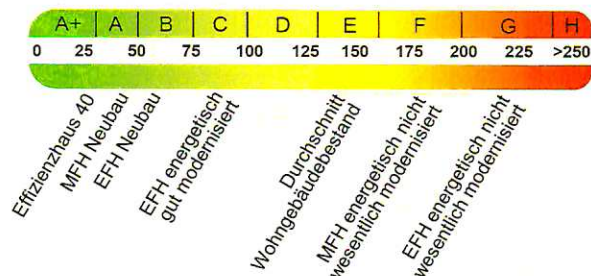 A+ A B C D E F G H
0 25 50 75 100 125 150 175 200 225 >250
Effizienzhaus 40
MFH Neubau
EFH Neubau
EFH energetisch
gut modernisiert
Durchschnitt
Wohngebäudebestand
MFH energetisch nicht
wesentlich modernisiert
EFH energetisch nicht
wesentlich modernisiert